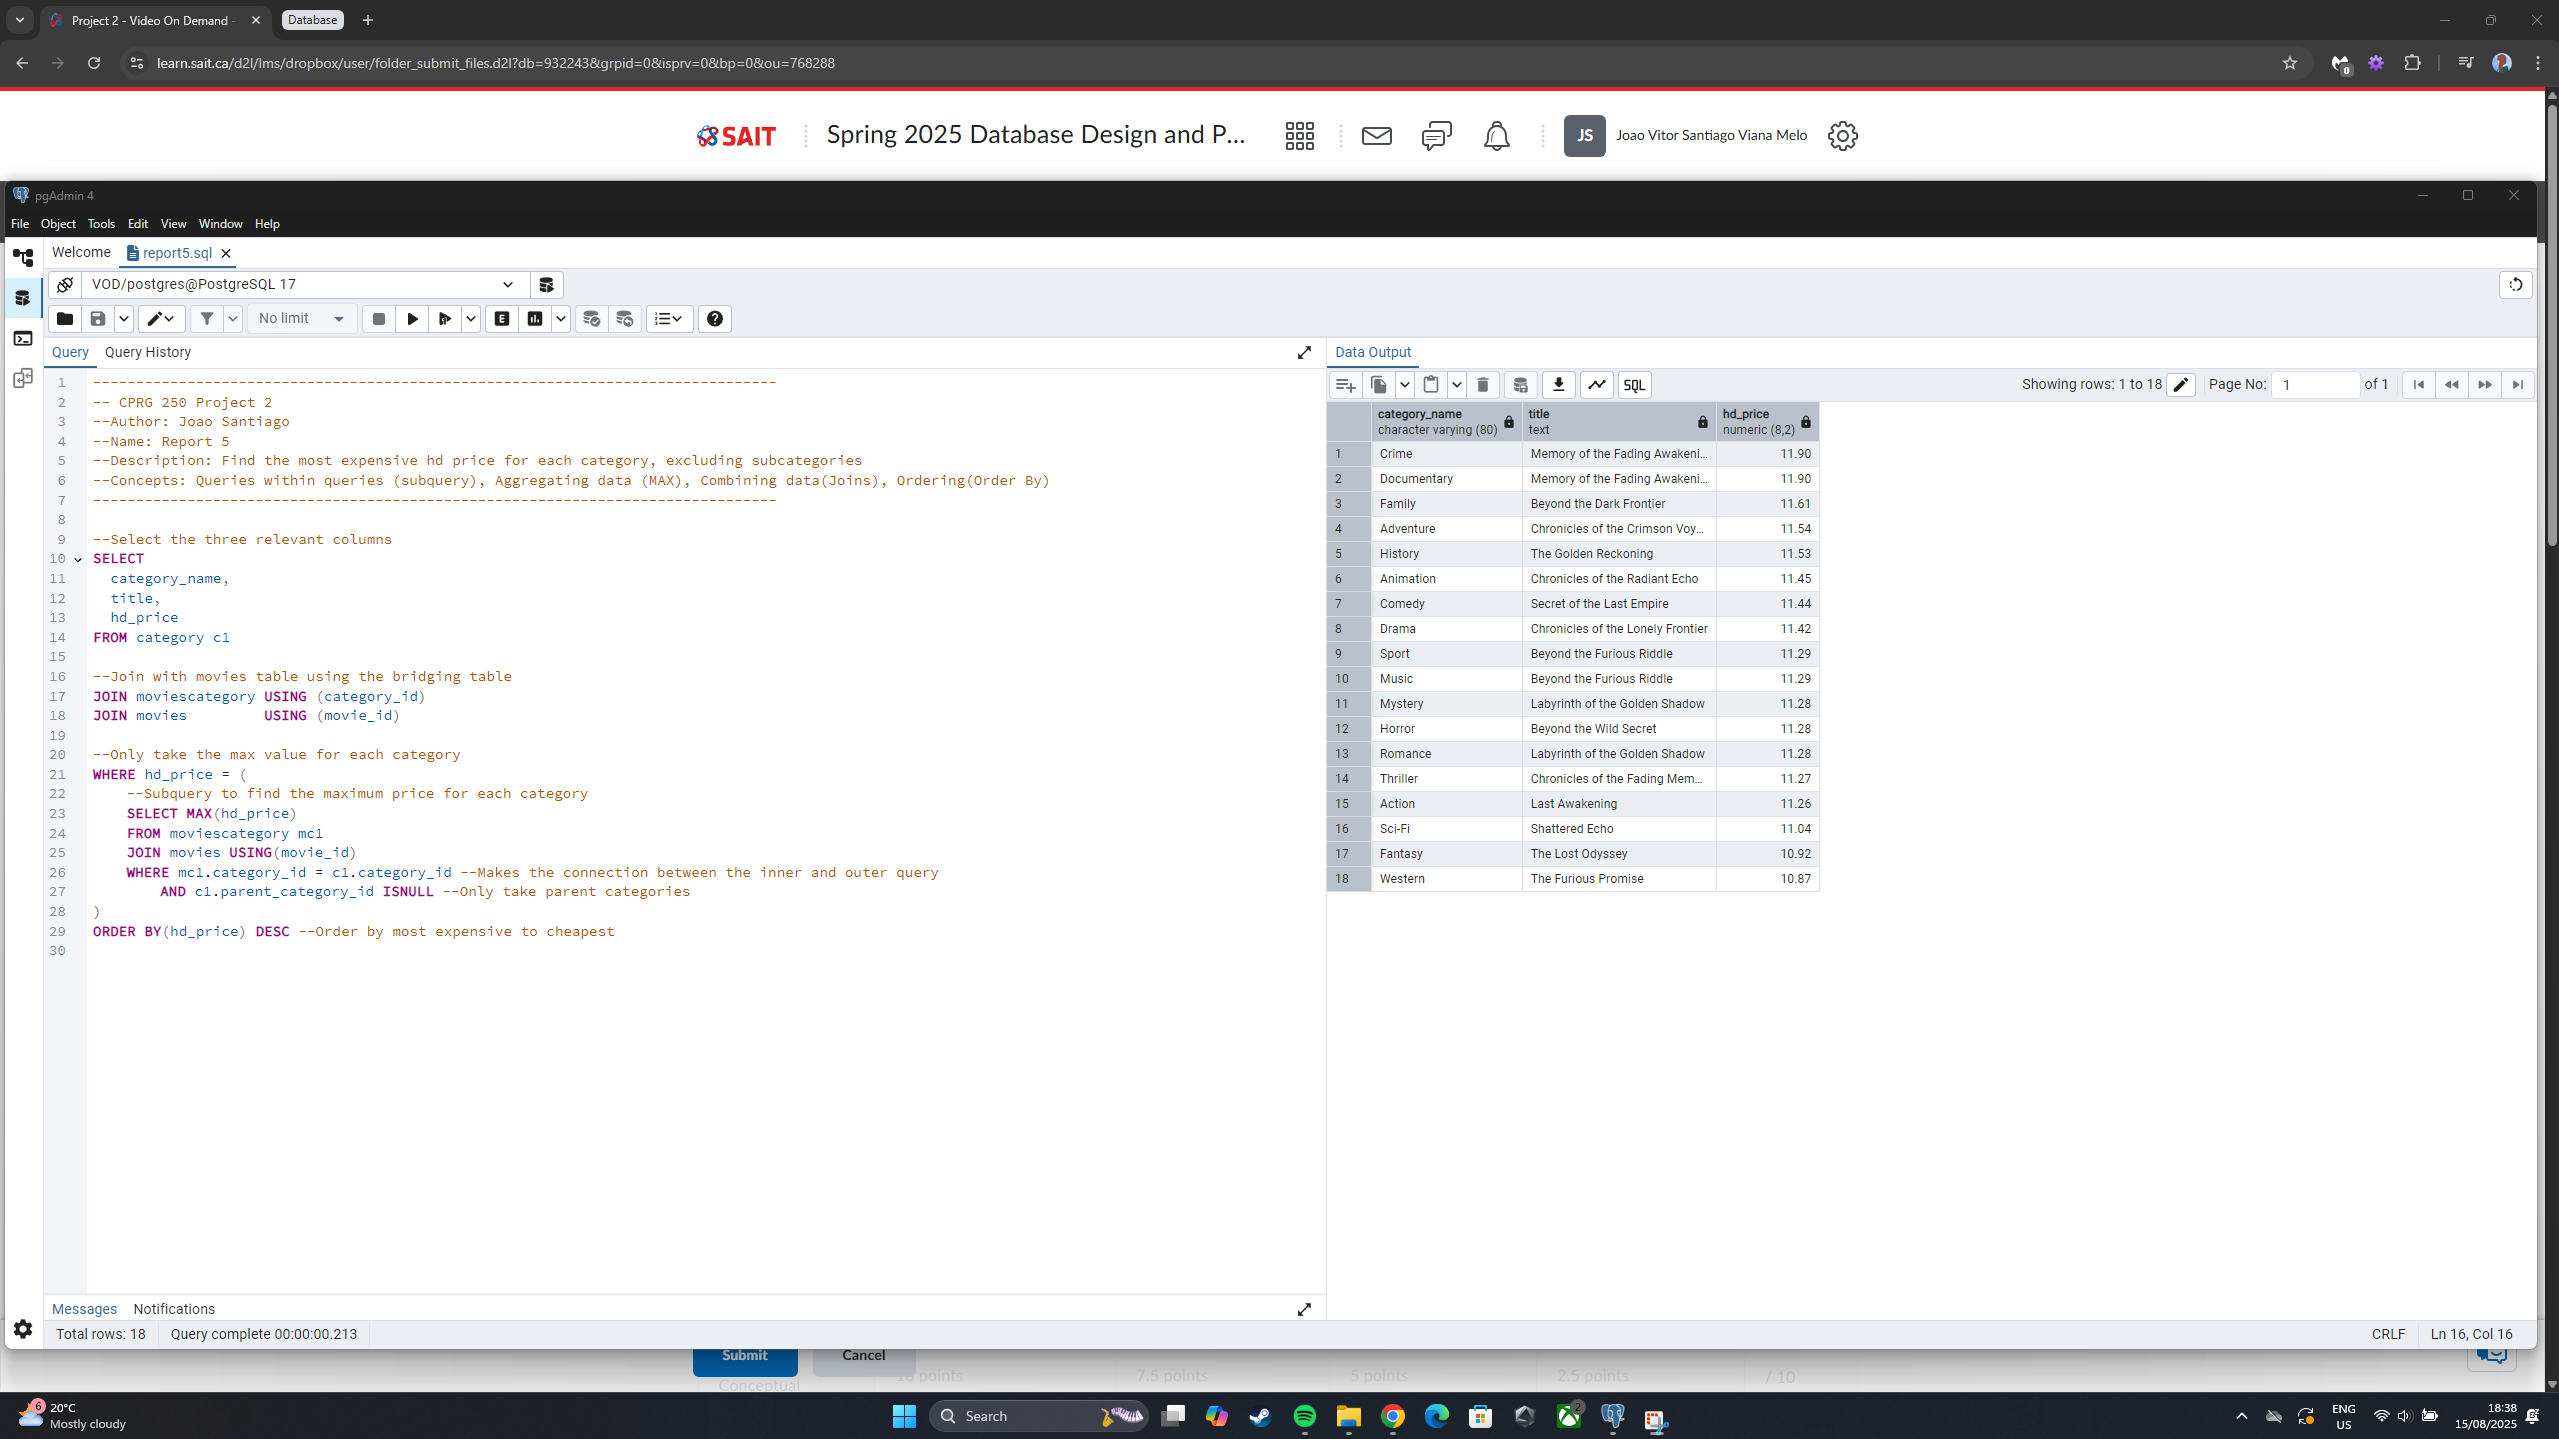 Project 2 - Video On Demand -
Database
learn.sait.ca/d2l/lms/dropbox/user/folder_submit_files.d2l?db=932243&grpid=0&isprv=0&bp=0&ou=768288
0
SAIT
Spring 2025 Database Design and P...
JS
Joao Vitor Santiago Viana Melo
pgAdmin 4
File Object Tools Edit View Window Help
Welcome report5.sql
VOD/postgres@PostgreSQL 17
No limit
E
Query Query History
1 --------------------------------------------------------------------------------
2 -- CPRG 250 Project 2
3 --Author: Joao Santiago
4 --Name: Report 5
5 --Description: Find the most expensive hd price for each category, excluding subcategories
6 --Concepts: Queries within queries (subquery), Aggregating data (MAX), Combining data(Joins), Ordering(Order By)
7 --------------------------------------------------------------------------------
8
9 --Select the three relevant columns
10 SELECT
11 category_name,
12 title,
13 hd_price
14 FROM category c1
15
16 --Join with movies table using the bridging table
17 JOIN moviescategory USING (category_id)
18 JOIN movies USING (movie_id)
19
20 --Only take the max value for each category
21 WHERE hd_price = (
22 --Subquery to find the maximum price for each category
23 SELECT MAX(hd_price)
24 FROM moviescategory mc1
25 JOIN movies USING(movie_id)
26 WHERE mc1.category_id = c1.category_id --Makes the connection between the inner and outer query
27 AND c1.parent_category_id ISNULL --Only take parent categories
28 )
29 ORDER BY(hd_price) DESC --Order by most expensive to cheapest
30
Data Output
SQL
Showing rows: 1 to 18 Page No: 1 of 1
category_name title hd_price
character varying (80) text numeric (8,2)
1 Crime Memory of the Fading Awakeni... 11.90
2 Documentary Memory of the Fading Awakeni... 11.90
3 Family Beyond the Dark Frontier 11.61
4 Adventure Chronicles of the Crimson Voy... 11.54
5 History The Golden Reckoning 11.53
6 Animation Chronicles of the Radiant Echo 11.45
7 Comedy Secret of the Last Empire 11.44
8 Drama Chronicles of the Lonely Frontier 11.42
9 Sport Beyond the Furious Riddle 11.29
10 Music Beyond the Furious Riddle 11.29
11 Mystery Labyrinth of the Golden Shadow 11.28
12 Horror Beyond the Wild Secret 11.28
13 Romance Labyrinth of the Golden Shadow 11.28
14 Thriller Chronicles of the Fading Mem... 11.27
15 Action Last Awakening 11.26
16 Sci-Fi Shattered Echo 11.04
17 Fantasy The Lost Odyssey 10.92
18 Western The Furious Promise 10.87
Messages Notifications
Total rows: 18 Query complete 00:00:00.213
CRLF Ln 16, Col 16
Submit Cancel
Conceptual 10 points 7.5 points 5 points 2.5 points / 10
6
20°C
Mostly cloudy
Search
2
ENG
US
18:38
15/08/2025